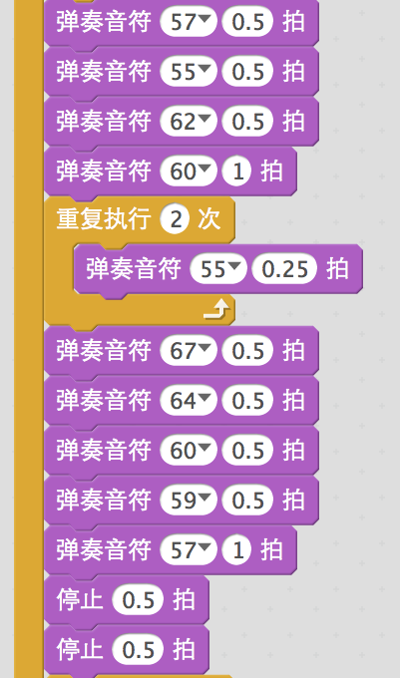 弹奏音符 57 0.5 拍
弹奏音符 55 0.5 拍
弹奏音符 62 0.5 拍
弹奏音符 60 1 拍
重复执行 2 次
弹奏音符 55 0.25 拍
弹奏音符 67 0.5 拍
弹奏音符 64 0.5 拍
弹奏音符 60 0.5 拍
弹奏音符 59 0.5 拍
弹奏音符 57 1 拍
停止 0.5 拍
停止 0.5 拍